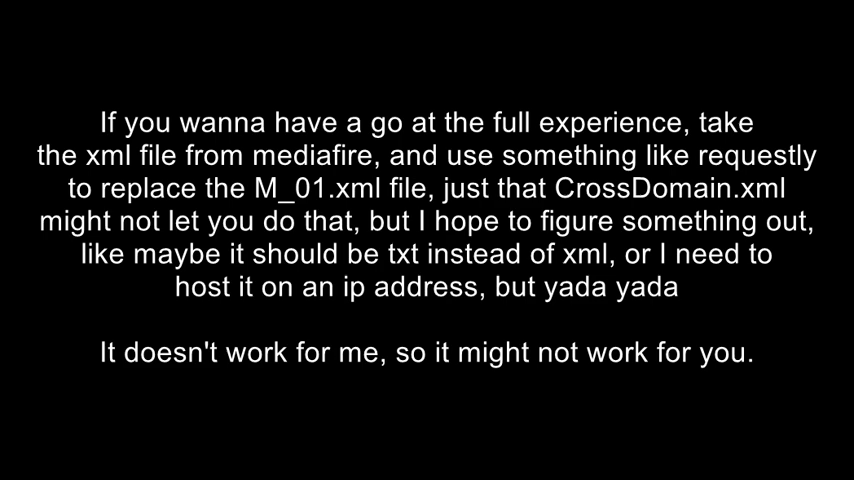 If you wanna have a go at the full experience, take
the xml file from mediafire, and use something like requestly
to replace the M_01.xml file, just that CrossDomain.xml
might not let you do that, but I hope to figure something out,
like maybe it should be txt instead of xml, or I need to
host it on an ip address, but yada yada
It doesn't work for me, so it might not work for you.